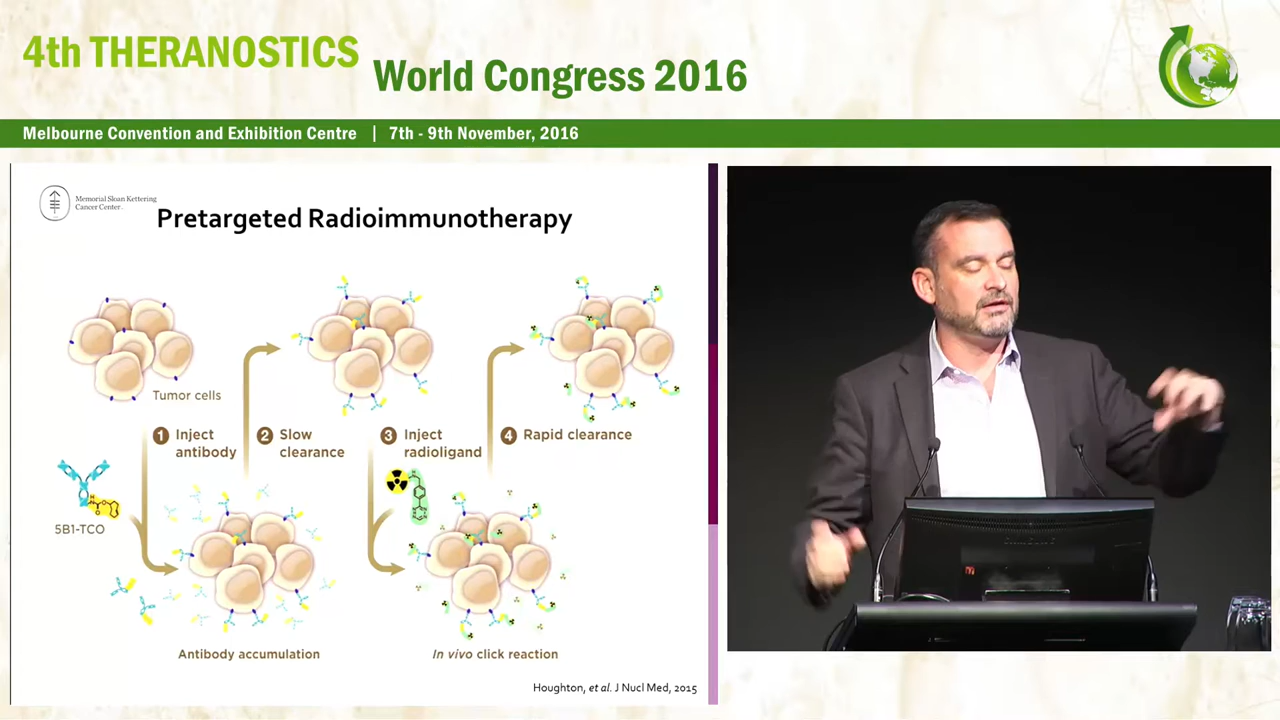 4th THERANOSTICS
World Congress 2016
Melbourne Convention and Exhibition Centre | 7th - 9th November, 2016
Memorial Sloan Kettering
Cancer Center
Pretargeted Radioimmunotherapy
Tumor cells
1 Inject
antibody
2 Slow
clearance
3 Inject
radioligand
4 Rapid clearance
5B1-TCO
Antibody accumulation
In vivo click reaction
Houghton, et al. J Nucl Med, 2015